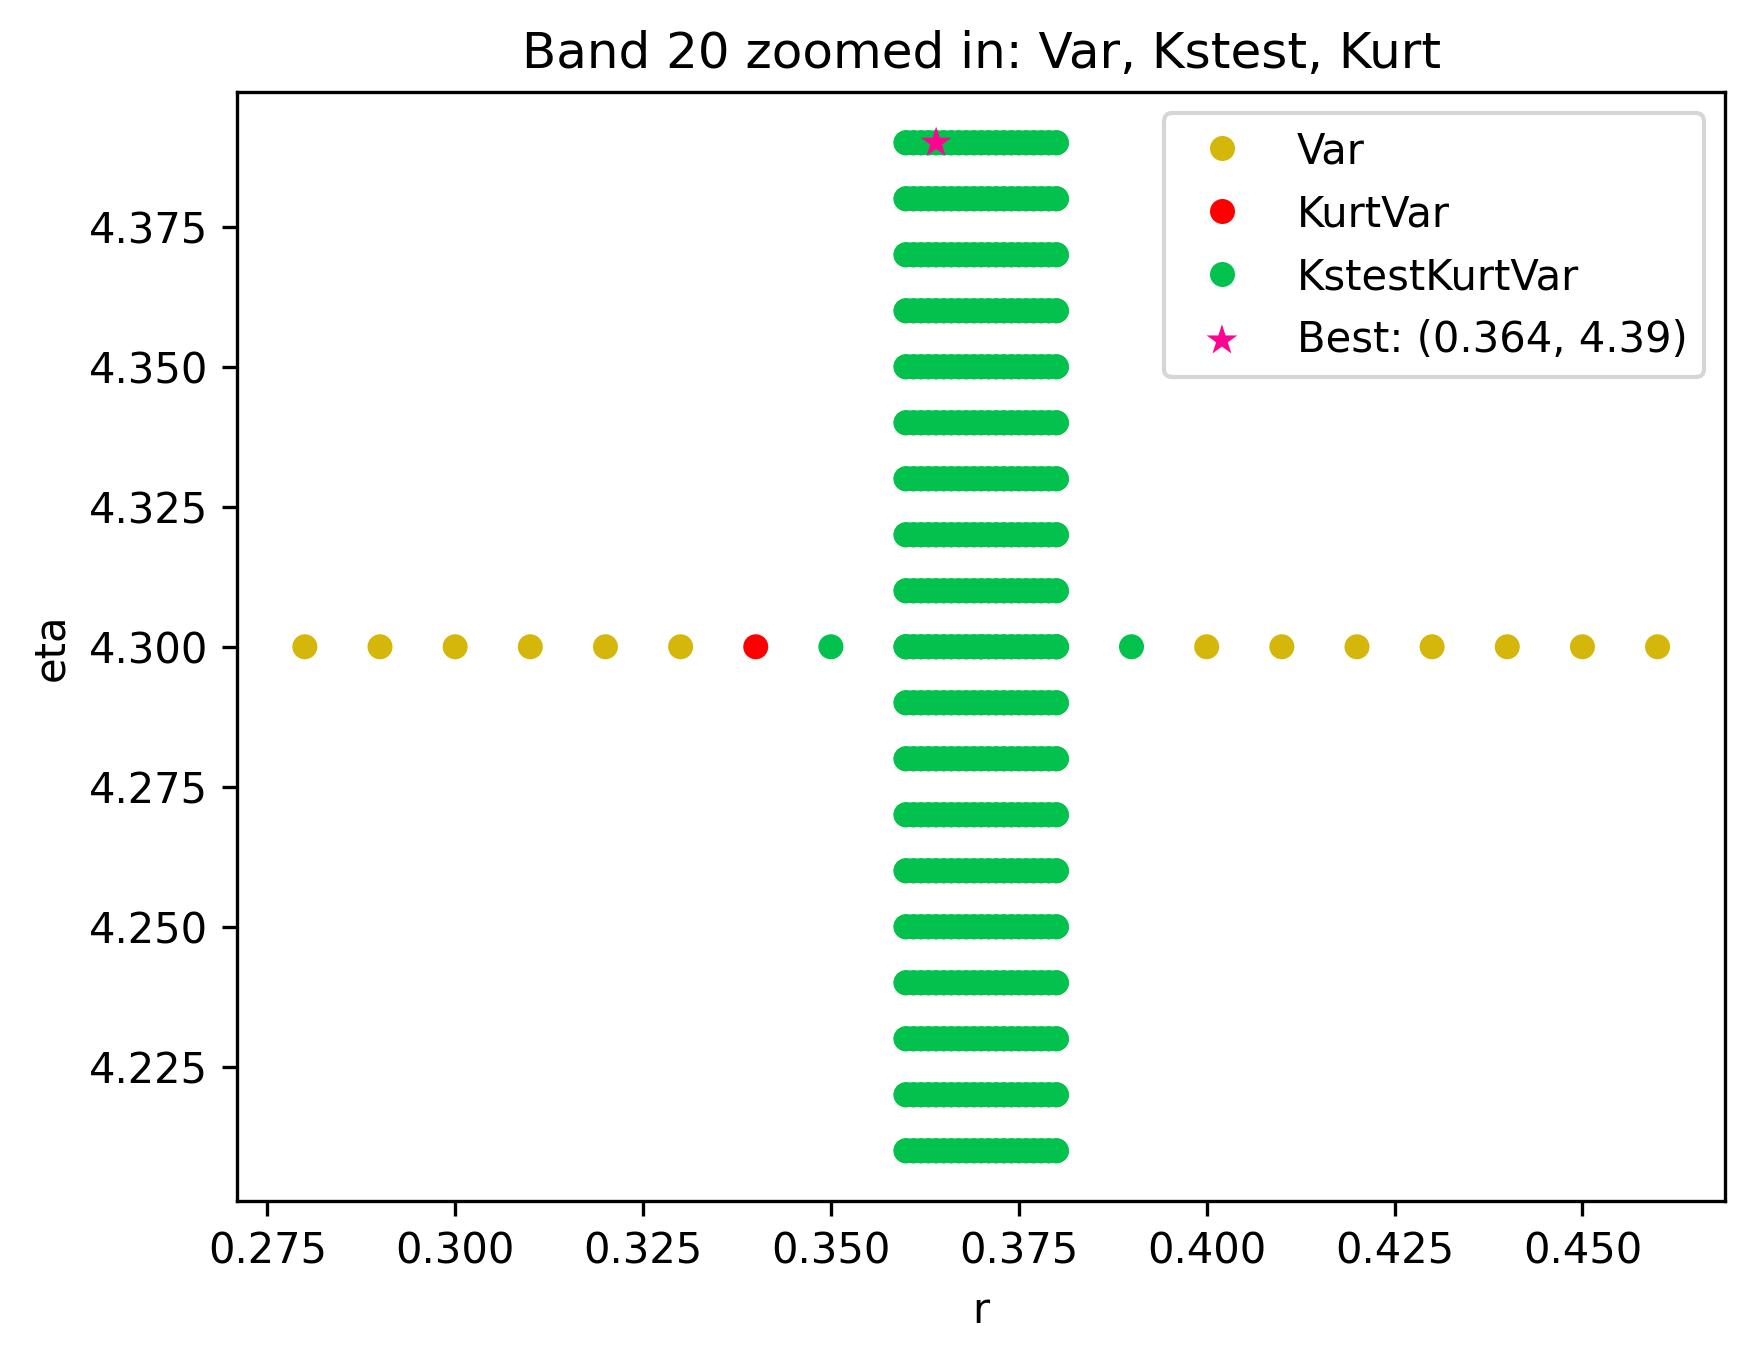 Band 20 zoomed in: Var, Kstest, Kurt
Var
KurtVar
KstestKurtVar
Best: (0.364, 4.39)
eta
4.375
4.350
4.325
4.300
4.275
4.250
4.225
0.275 0.300 0.325 0.350 0.375 0.400 0.425 0.450
r